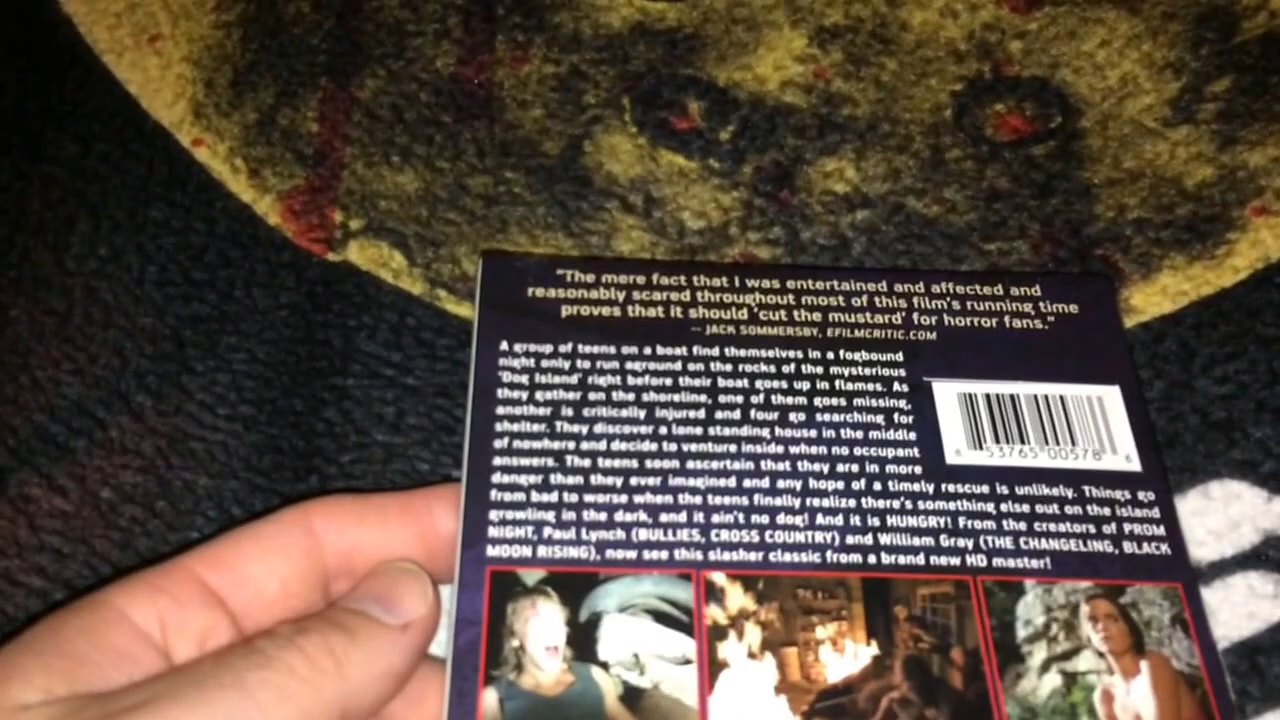 "The mere fact that I was entertained and affected and
reasonably scared throughout most of this film's running time
proves that it should 'cut the mustard' for horror fans."
-- JACK SOMMERSBY, EFILMCRITIC.COM
A group of teens on a boat find themselves in a fogbound
night only to run aground on the rocks of the mysterious
'Dog Island' right before their boat goes up in flames. As
they gather on the shoreline, one of them goes missing,
another is critically injured and four go searching for
shelter. They discover a lone standing house in the middle
of nowhere and decide to venture inside when no occupant
answers. The teens soon ascertain that they are in more
danger than they ever imagined and any hope of a timely rescue is unlikely. Things go
from bad to worse when the teens finally realize there's something else out on the island
growling in the dark, and it ain't no dog! And it is HUNGRY! From the creators of PROM
NIGHT, Paul Lynch (BULLIES, CROSS COUNTRY) and William Gray (THE CHANGELING, BLACK
MOON RISING), now see this slasher classic from a brand new HD master!
8 53765 00578 6